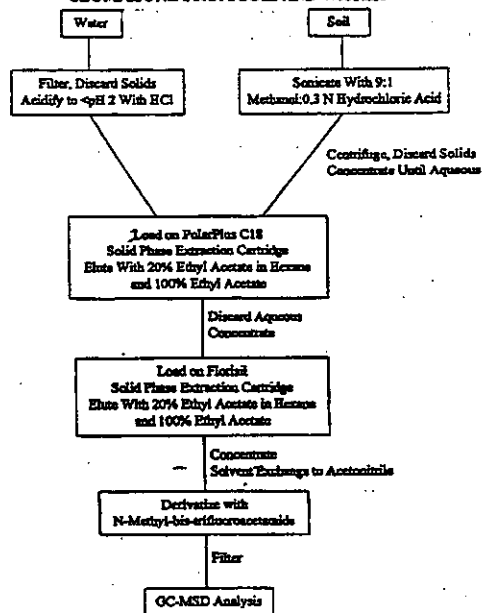 Water
Soil
Filter, Discard Solids
Acidify to <pH 2 With HCl
Sonicate With 9:1
Methanol:0.3 N Hydrochloric Acid
Centrifuge, Discard Solids
Concentrate Until Aqueous
Load on PolarPlus C18
Solid Phase Extraction Cartridge
Elute With 20% Ethyl Acetate in Hexane
and 100% Ethyl Acetate
Discard Aqueous
Concentrate
Load on Florisil
Solid Phase Extraction Cartridge
Elute With 20% Ethyl Acetate in Hexane
and 100% Ethyl Acetate
Concentrate
Solvent Exchange to Acetonitrile
Derivatize with
N-Methyl-bis-trifluoroacetamide
Filter
GC-MSD Analysis